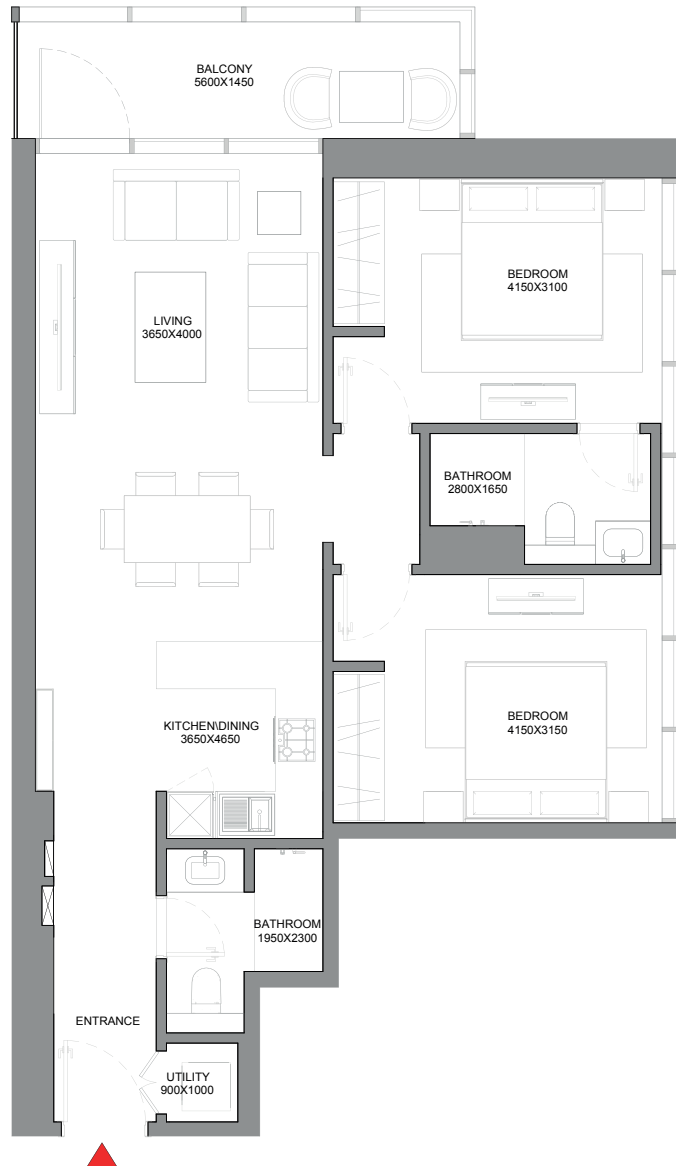 BALCONY
5600X1450
BEDROOM
4150X3100
LIVING
3650X4000
BATHROOM
2800X1650
BEDROOM
4150X3150
KITCHEN\DINING
3650X4650
BATHROOM
1950X2300
ENTRANCE
UTILITY
900X1000